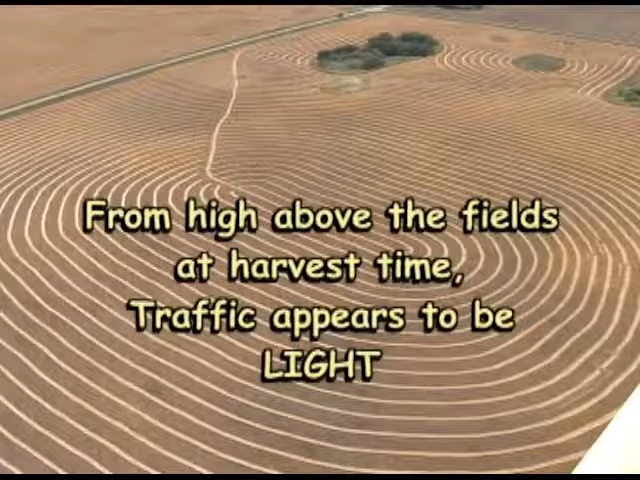 From high above the fields
at harvest time,
Traffic appears to be
LIGHT